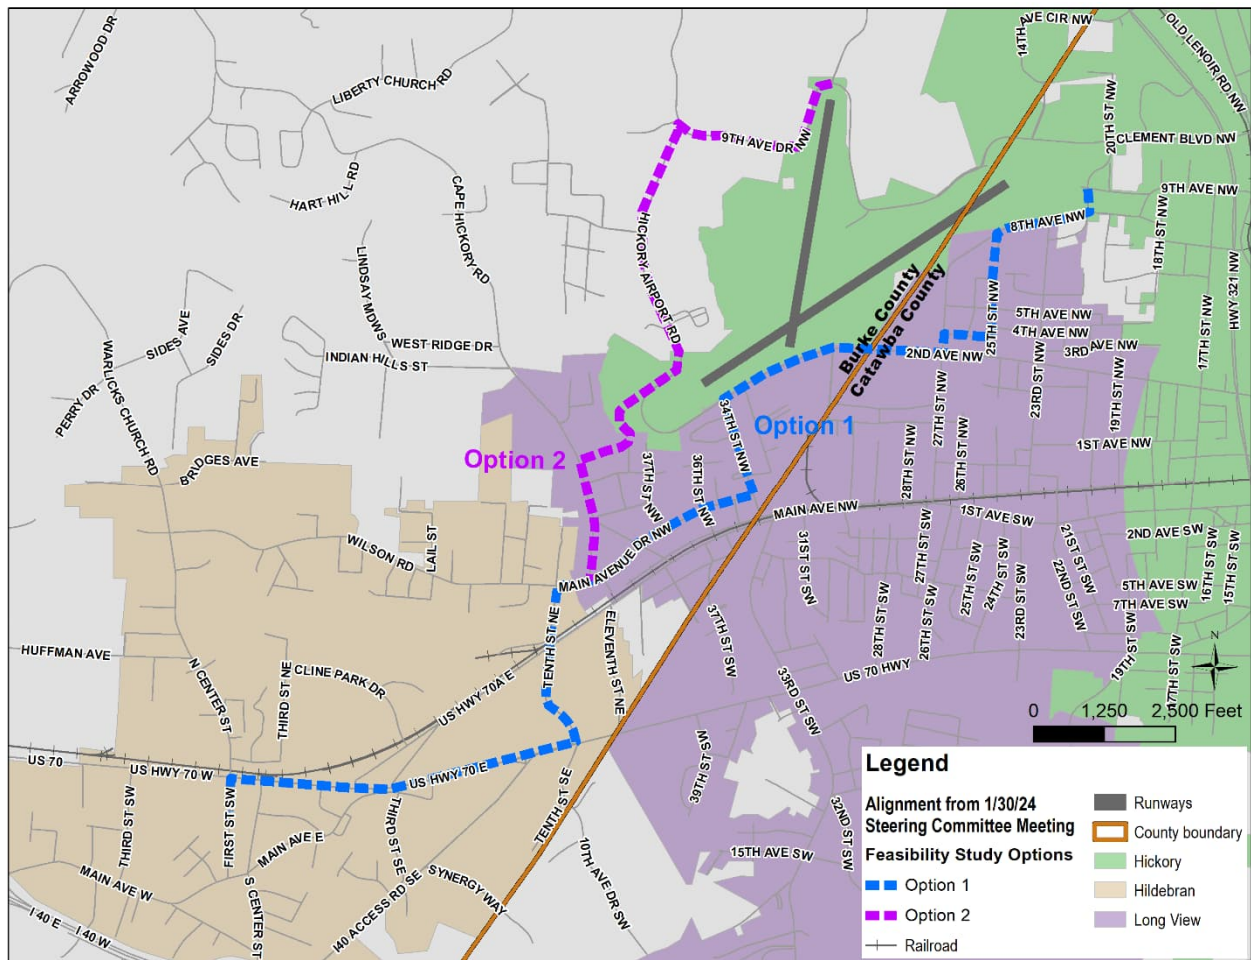 ARROWOOD DR
LIBERTY CHURCH RD
AVE CIR NW
14TH
OLD LENOIR RD NW
20TH ST NW
CLEMENT BLVD NW
9TH AVE DR NW
HART HILL RD
CAPE HICKORY RD
HICKORY AIRPORT RD
9TH AVE NW
8TH AVE NW
18TH ST NW
LINDSAY MDWS
SIDES AVE
SIDES DR
WEST RIDGE DR
INDIAN HILLS ST
Burke County
Catawba County
25TH ST NW
5TH AVE NW
4TH AVE NW
3RD AVE NW
2ND AVE NW
17TH ST NW
HWY 321 NW
PERRY DR
WARLICKS CHURCH RD
23RD ST NW
19TH ST NW
27TH ST NW
34TH ST NW
Option 1
Option 2
BRIDGES AVE
37TH ST NW
36TH ST NW
28TH ST NW
26TH ST NW
1ST AVE NW
MAIN AVE NW
1ST AVE SW
2ND AVE SW
WILSON RD
LAIL ST
MAIN AVENUE DR NW
31ST ST SW
27TH ST SW
25TH ST SW
24TH ST SW
21ST ST SW
22ND ST SW
5TH AVE SW
7TH AVE SW
16TH ST SW
15TH ST SW
HUFFMAN AVE
N CENTER ST
THIRD ST NE
CLINE PARK DR
TENTH ST NE
ELEVENTH ST NE
37TH ST SW
28TH ST SW
26TH ST SW
23RD ST SW
19TH ST SW
17TH ST SW
N
US HWY 70A E
33RD ST SW
US 70 HWY
0 1,250 2,500 Feet
US 70
US HWY 70 W
US HWY 70 E
39TH ST SW
THIRD ST SW
FIRST ST SW
MAIN AVE E
THIRD ST SE
TENTH ST SE
32ND ST SW
MAIN AVE W
S CENTER ST
I40 ACCESS RD SE
SYNERGY WAY
10TH AVE DR SW
15TH AVE SW
I 40 E
I 40 W
Legend
Alignment from 1/30/24
Steering Committee Meeting
Feasibility Study Options
Option 1
Option 2
Railroad
Runways
County boundary
Hickory
Hildebran
Long View